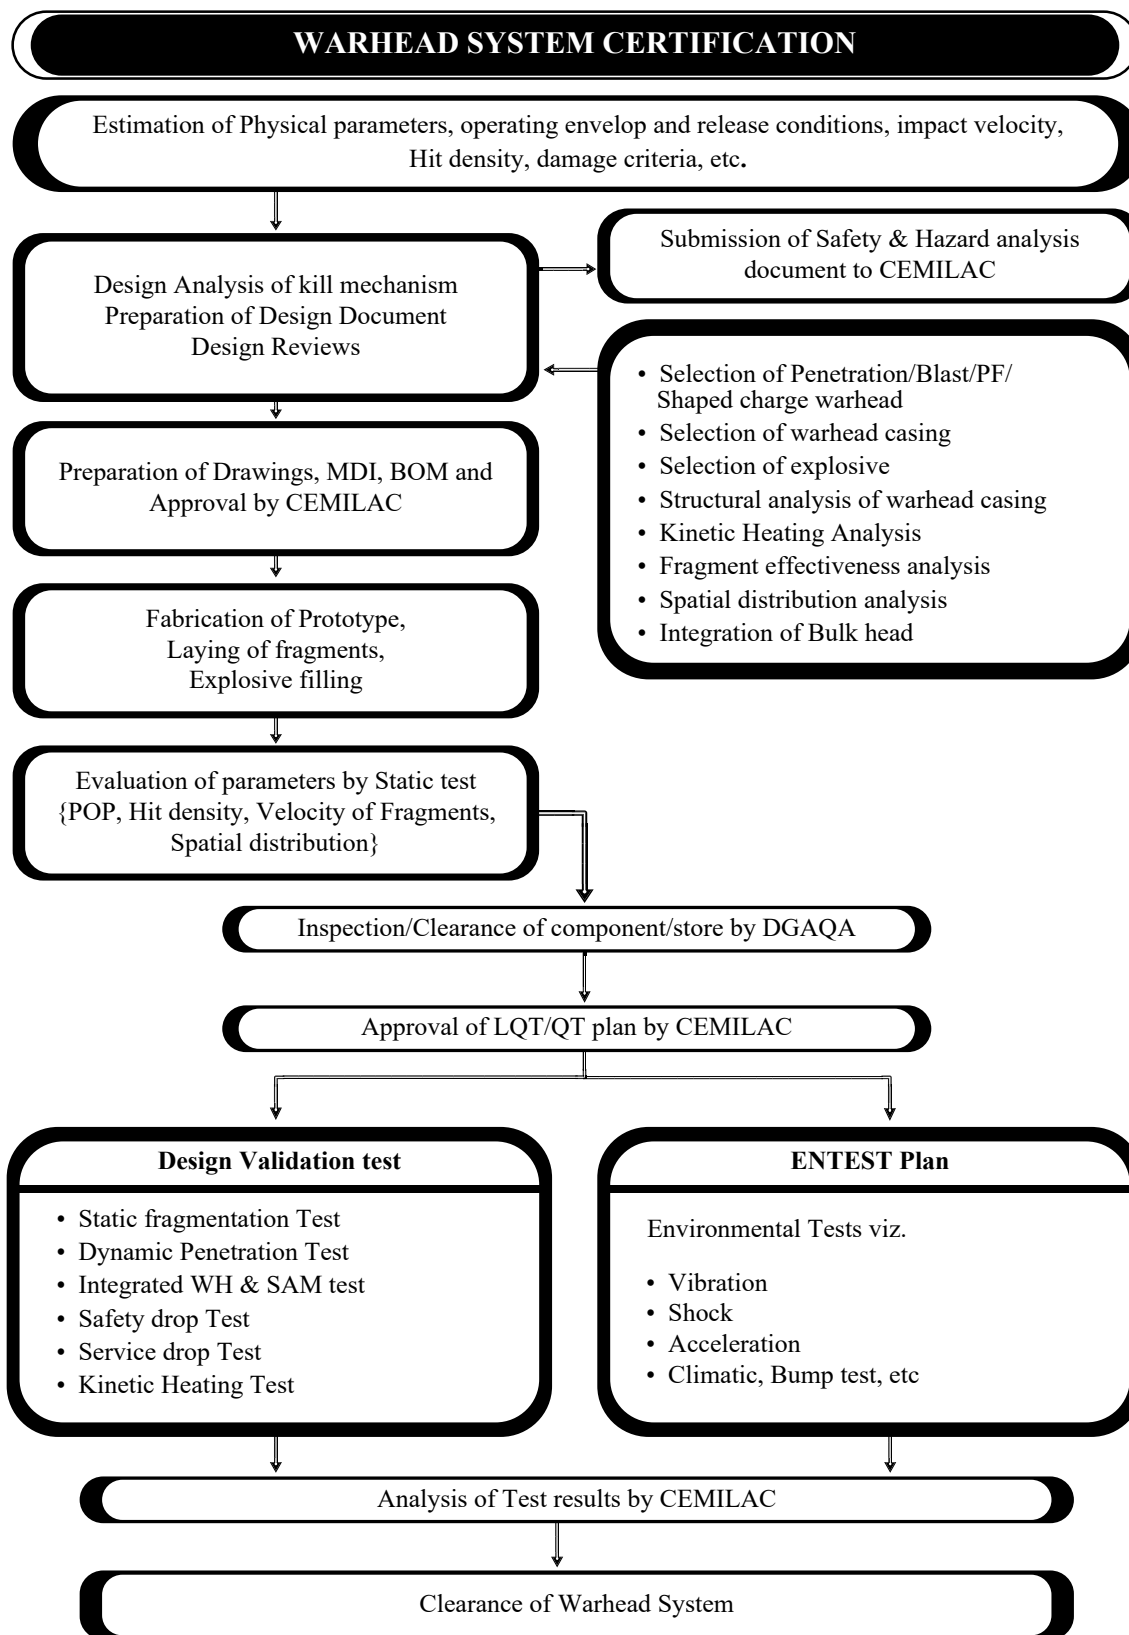 WARHEAD SYSTEM CERTIFICATION
Estimation of Physical parameters, operating envelop and release conditions, impact velocity,
Hit density, damage criteria, etc.
Design Analysis of kill mechanism
Preparation of Design Document
Design Reviews
Submission of Safety & Hazard analysis
document to CEMILAC
• Selection of Penetration/Blast/PF/
Shaped charge warhead
• Selection of warhead casing
• Selection of explosive
• Structural analysis of warhead casing
• Kinetic Heating Analysis
• Fragment effectiveness analysis
• Spatial distribution analysis
• Integration of Bulk head
Preparation of Drawings, MDI, BOM and
Approval by CEMILAC
Fabrication of Prototype,
Laying of fragments,
Explosive filling
Evaluation of parameters by Static test
{POP, Hit density, Velocity of Fragments,
Spatial distribution}
Inspection/Clearance of component/store by DGAQA
Approval of LQT/QT plan by CEMILAC
Design Validation test
• Static fragmentation Test
• Dynamic Penetration Test
• Integrated WH & SAM test
• Safety drop Test
• Service drop Test
• Kinetic Heating Test
ENTEST Plan
Environmental Tests viz.
• Vibration
• Shock
• Acceleration
• Climatic, Bump test, etc
Analysis of Test results by CEMILAC
Clearance of Warhead System